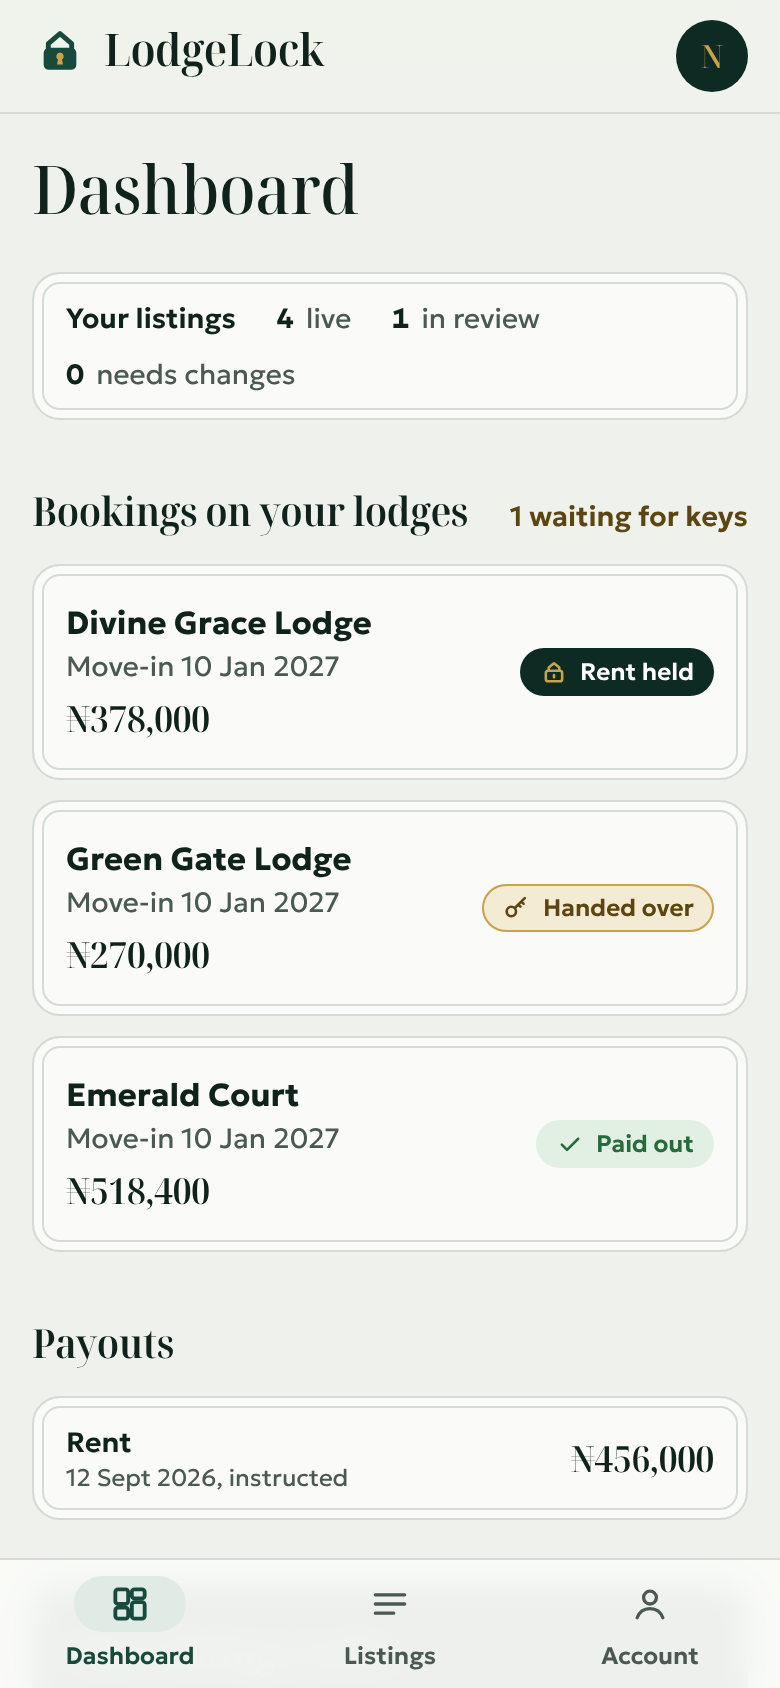 LodgeLock
N
Dashboard
Your listings 4 live 1 in review
0 needs changes
Bookings on your lodges 1 waiting for keys
Divine Grace Lodge
Move-in 10 Jan 2027
Rent held
₦378,000
Green Gate Lodge
Move-in 10 Jan 2027
Handed over
₦270,000
Emerald Court
Move-in 10 Jan 2027
Paid out
₦518,400
Payouts
Rent
12 Sept 2026, instructed
₦456,000
Dashboard Listings Account